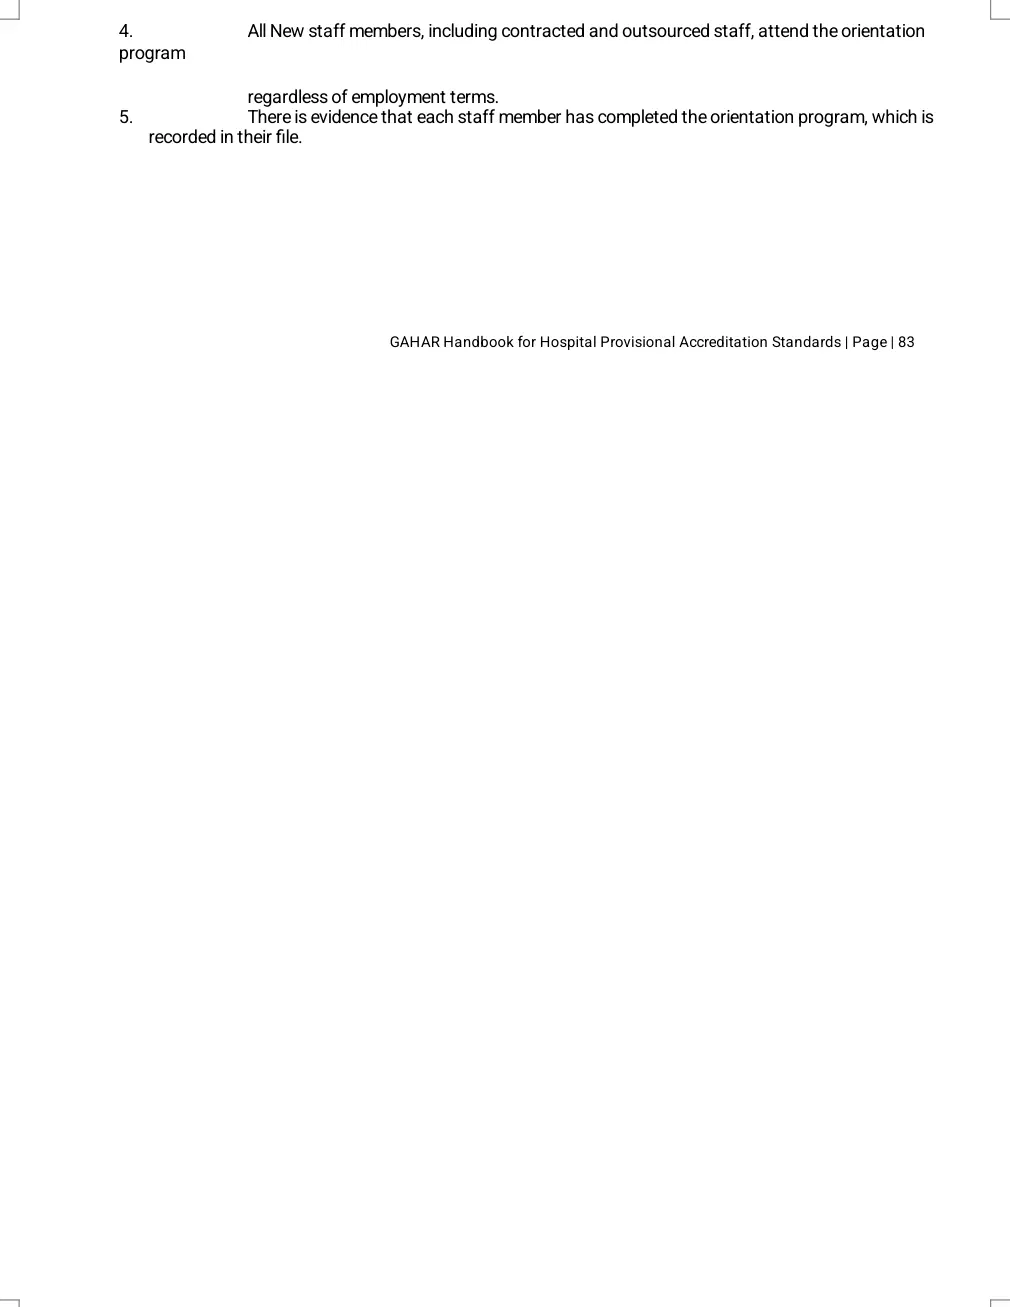 4. All New staff members, including contracted and outsourced staff, attend the orientation
program
regardless of employment terms.
5. There is evidence that each staff member has completed the orientation program, which is
recorded in their file.
GAHAR Handbook for Hospital Provisional Accreditation Standards | Page | 83